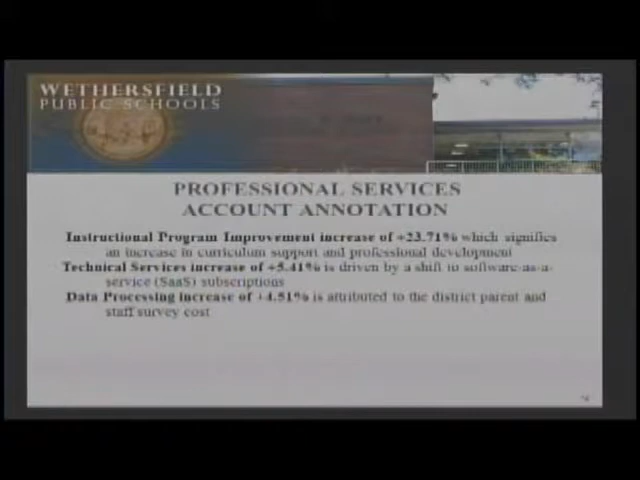 WETHERSFIELD
PUBLIC SCHOOLS
PROFESSIONAL SERVICES
ACCOUNT ANNOTATION
Instructional Program Improvement increase of +23.71% which signifies
an increase in curriculum support and professional development
Technical Services increase of +5.41% is driven by a shift to software-as-a-
service (SaaS) subscriptions
Data Processing increase of +4.51% is attributed to the district parent and
staff survey cost